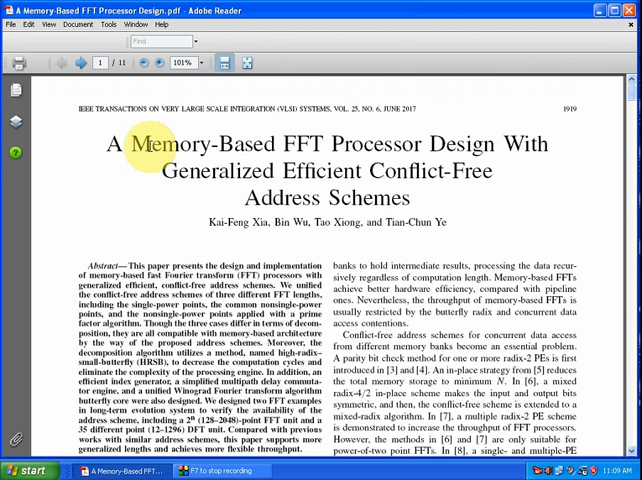 A Memory-Based FFT Processor Design.pdf - Adobe Reader
File Edit View Document Tools Window Help
Find
1 / 11 101%
IEEE TRANSACTIONS ON VERY LARGE SCALE INTEGRATION (VLSI) SYSTEMS, VOL. 25, NO. 6, JUNE 2017 1919
A Memory-Based FFT Processor Design With
Generalized Efficient Conflict-Free
Address Schemes
Kai-Feng Xia, Bin Wu, Tao Xiong, and Tian-Chun Ye
Abstract—This paper presents the design and implementation
of memory-based fast Fourier transform (FFT) processors with
generalized efficient, conflict-free address schemes. We unified
the conflict-free address schemes of three different FFT lengths,
including the single-power points, the common nonsingle-power
points, and the nonsingle-power points applied with a prime
factor algorithm. Though the three cases differ in terms of decom-
position, they are all compatible with memory-based architecture
by the way of the proposed address schemes. Moreover, the
decomposition algorithm utilizes a method, named high-radix–
small-butterfly (HRSB), to decrease the computation cycles and
eliminate the complexity of the processing engine. In addition, an
efficient index generator, a simplified multipath delay commuta-
tor engine, and a unified Winograd Fourier transform algorithm
butterfly core were also designed. We designed two FFT examples
in long-term evolution system to verify the availability of the
address scheme, including a 2ⁿ (128–2048)-point FFT unit and a
35 different point (12–1296) DFT unit. Compared with previous
works with similar address schemes, this paper supports more
generalized lengths and achieves more flexible throughput.
banks to hold intermediate results, processing the data recur-
sively regardless of computation length. Memory-based FFTs
achieve better hardware efficiency, compared with pipeline
ones. Nevertheless, the throughput of memory-based FFTs is
usually restricted by the butterfly radix and concurrent data
access contentions.
Conflict-free address schemes for concurrent data access
from different memory banks become an essential problem.
A parity bit check method for one or more radix-2 PEs is first
introduced in [3] and [4]. An in-place strategy from [5] reduces
the total memory storage to minimum N. In [6], a mixed
radix-4/2 in-place scheme makes the input and output bits
symmetric, and then, the conflict-free scheme is extended to a
mixed-radix algorithm. In [7], a multiple radix-2 PE scheme
is demonstrated to increase the throughput of FFT processors.
However, the methods in [6] and [7] are only suitable for
power-of-two point FFTs. In [8], a single- and multiple-PE
start A Memory-Based FFT... F7 to stop recording 11:09 AM